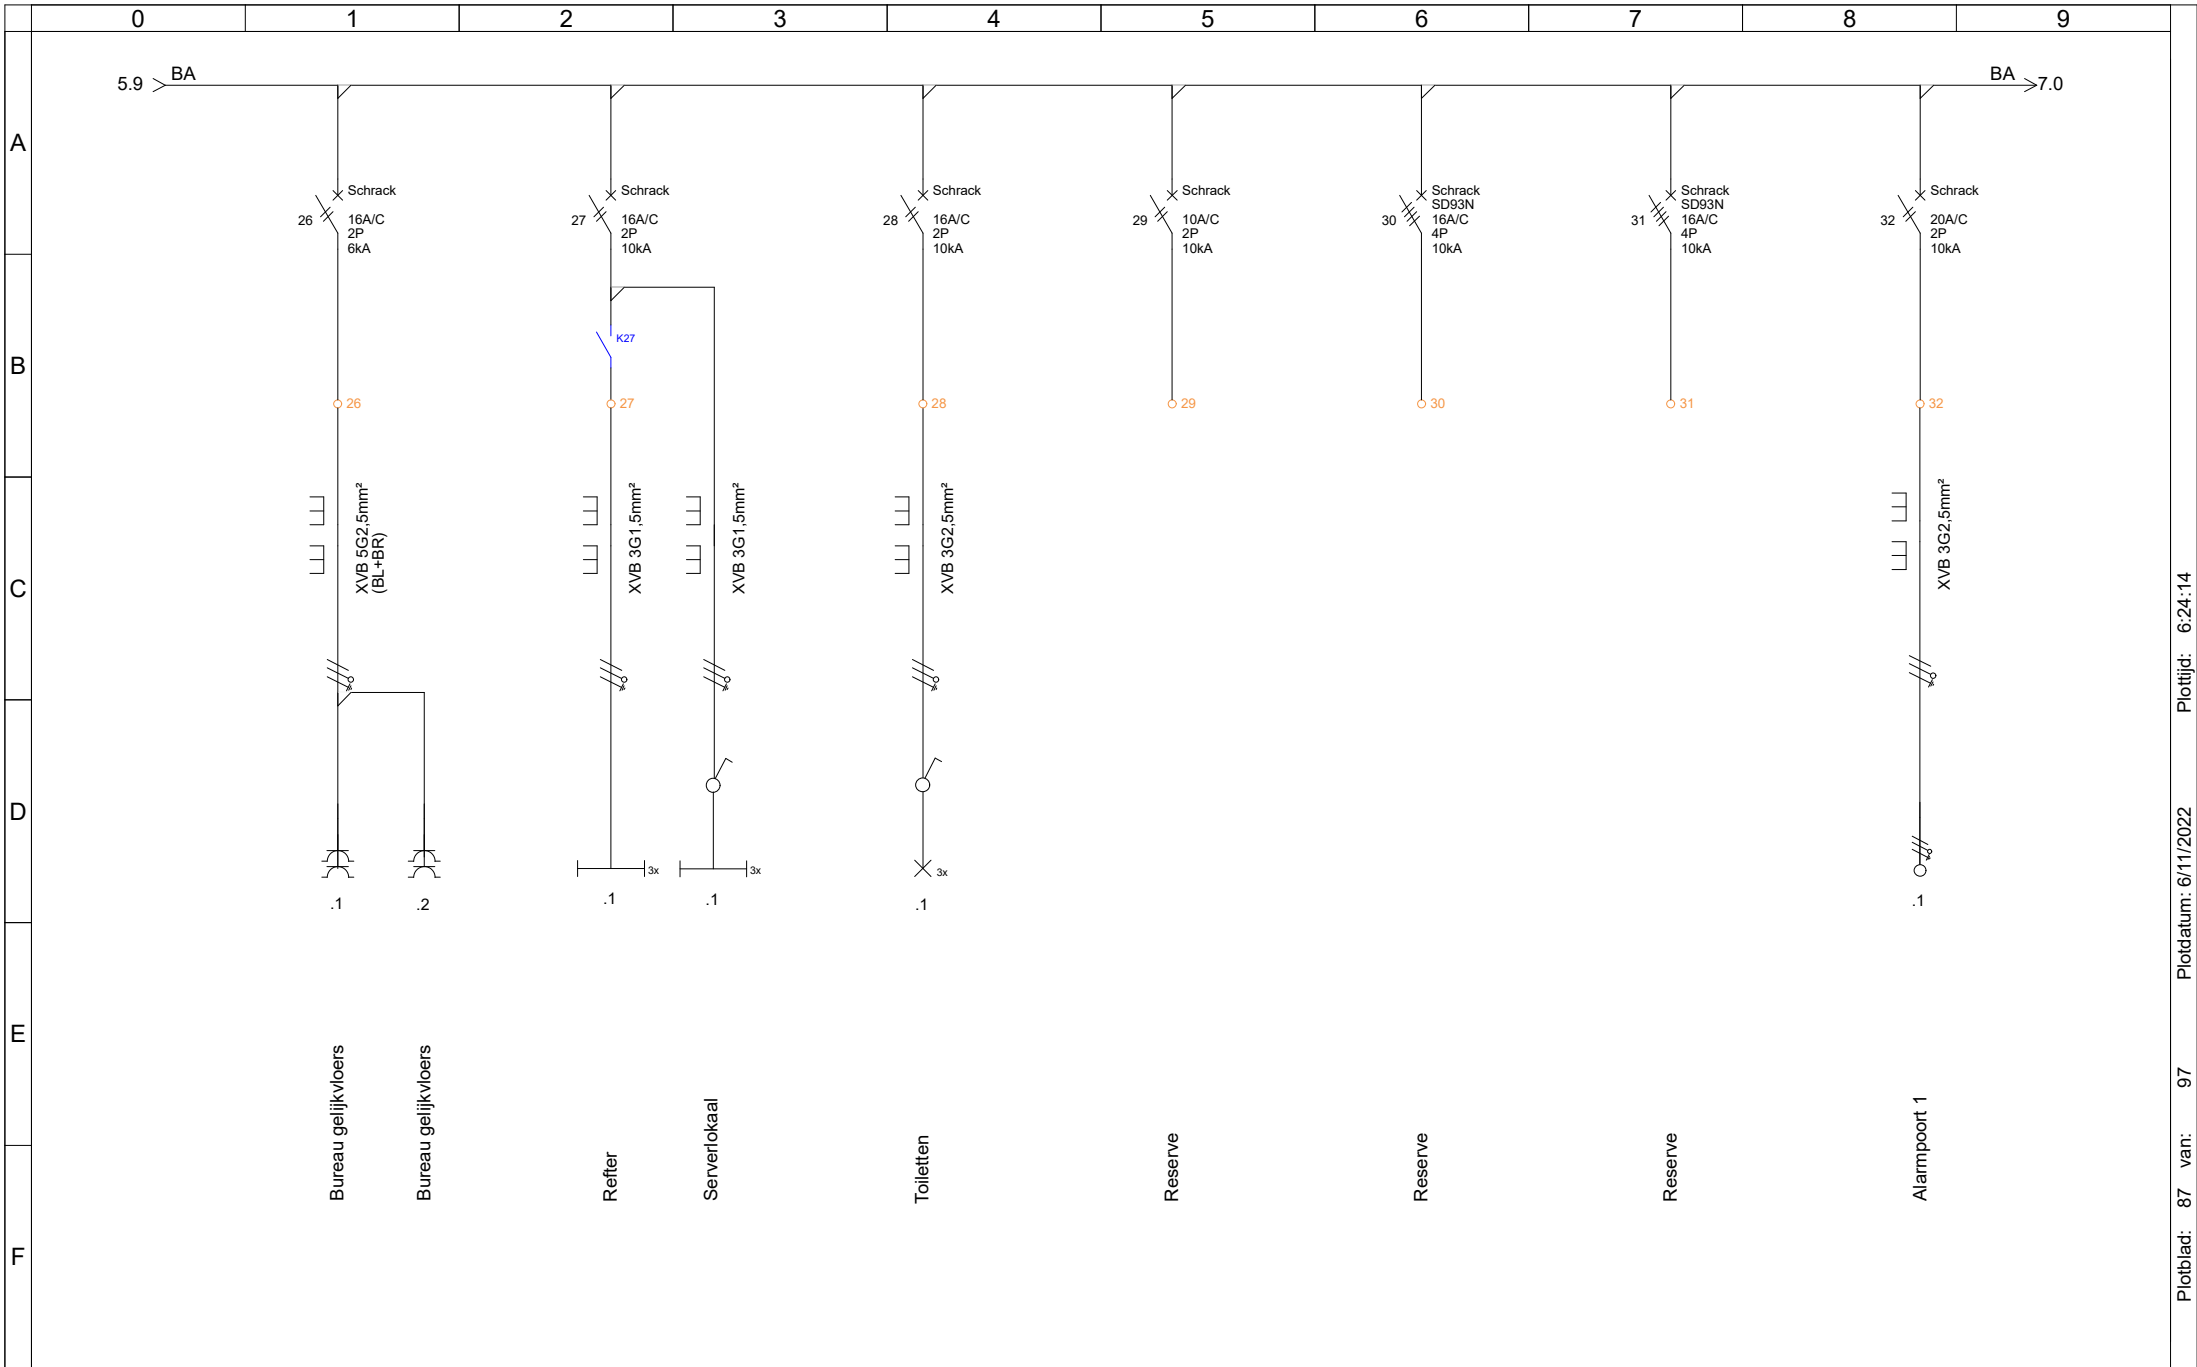 0 1 2 3 4 5 6 7 8 9
A
B
C
D
E
F
5.9 BA
BA 7.0
26
Schrack
16A/C
2P
6kA
27
Schrack
16A/C
2P
10kA
28
Schrack
16A/C
2P
10kA
29
Schrack
10A/C
2P
10kA
30
Schrack
SD93N
16A/C
4P
10kA
31
Schrack
SD93N
16A/C
4P
10kA
32
Schrack
20A/C
2P
10kA
K27
26
27
28
29
30
31
32
XVB 5G2,5mm²
(BL+BR)
XVB 3G1,5mm²
XVB 3G1,5mm²
XVB 3G2,5mm²
XVB 3G2,5mm²
3x
3x
3x
.1
.2
.1
.1
.1
.1
Bureau gelijkvloers
Bureau gelijkvloers
Refter
Serverlokaal
Toiletten
Reserve
Reserve
Reserve
Alarmpoort 1
Plotblad: 87 van: 97 Plotdatum: 6/11/2022 Plottijd: 6:24:14